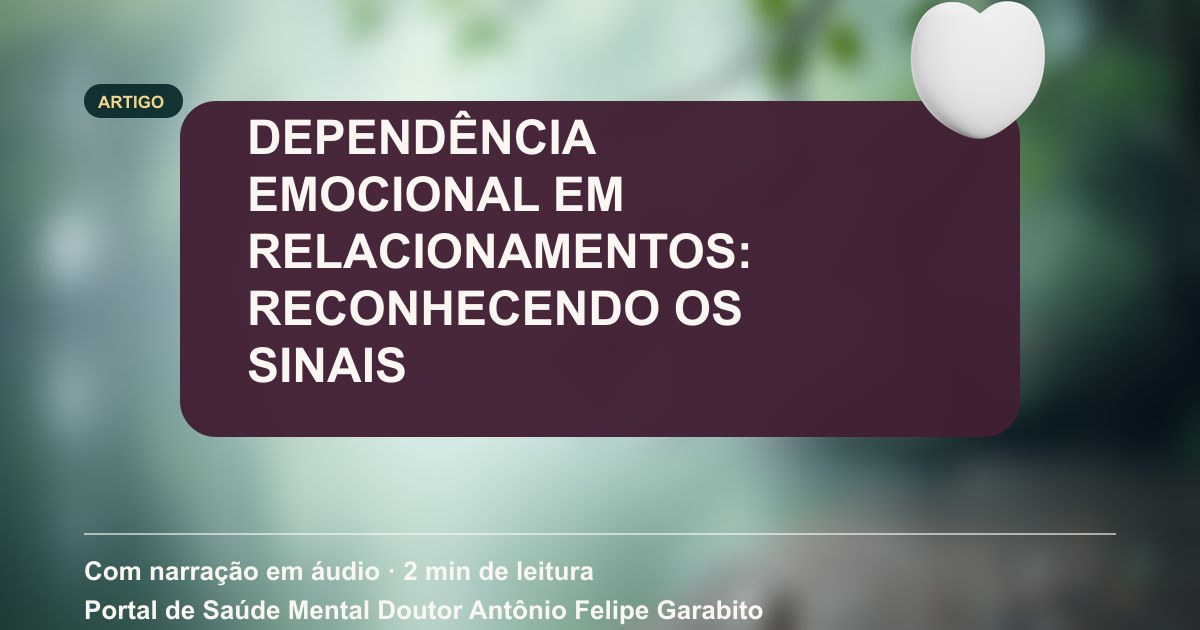 ARTIGO
DEPENDÊNCIA
EMOCIONAL EM
RELACIONAMENTOS:
RECONHECENDO OS
SINAIS
Com narração em áudio · 2 min de leitura
Portal de Saúde Mental Doutor Antônio Felipe Garabito